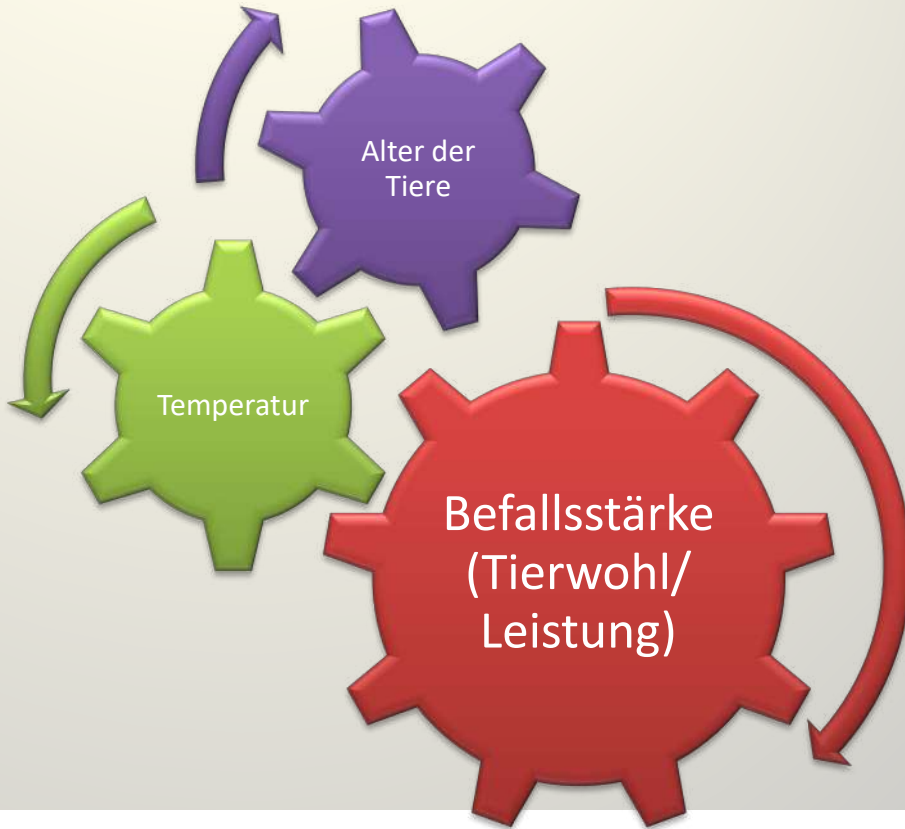 Alter der
Tiere
Temperatur
Befallsstärke
(Tierwohl/
Leistung)